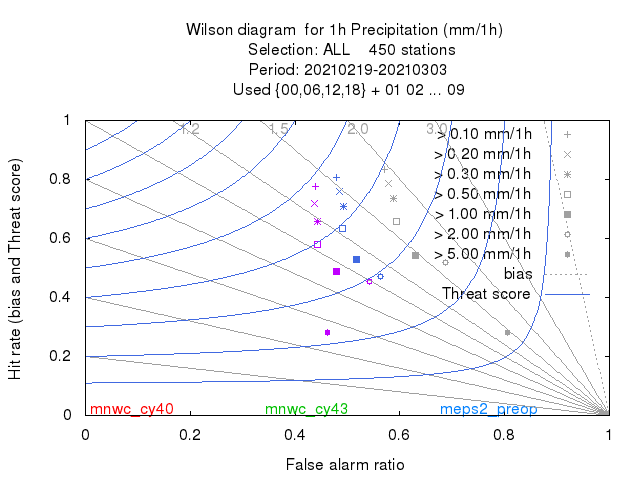 Wilson diagram for 1h Precipitation (mm/1h)
Selection: ALL 450 stations
Period: 20210219-20210303
Used {00,06,12,18} + 01 02 ... 09
1.2 1.5 2.0 3.0
> 0.10 mm/1h
> 0.20 mm/1h
> 0.30 mm/1h
> 0.50 mm/1h
> 1.00 mm/1h
> 2.00 mm/1h
> 5.00 mm/1h
bias
Threat score
Hit rate (bias and Threat score)
1
0.8
0.6
0.4
0.2
0
mnwc_cy40 mnwc_cy43 meps2_preop
0 0.2 0.4 0.6 0.8 1
False alarm ratio